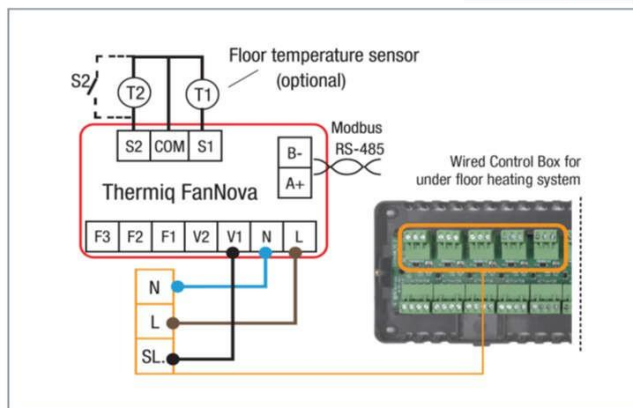 Floor temperature sensor
(optional)
S2
T2
T1
S2 COM S1
B-
A+
Modbus
RS-485
Thermiq FanNova
F3 F2 F1 V2 V1 N L
N
L
SL.
Wired Control Box for
under floor heating system